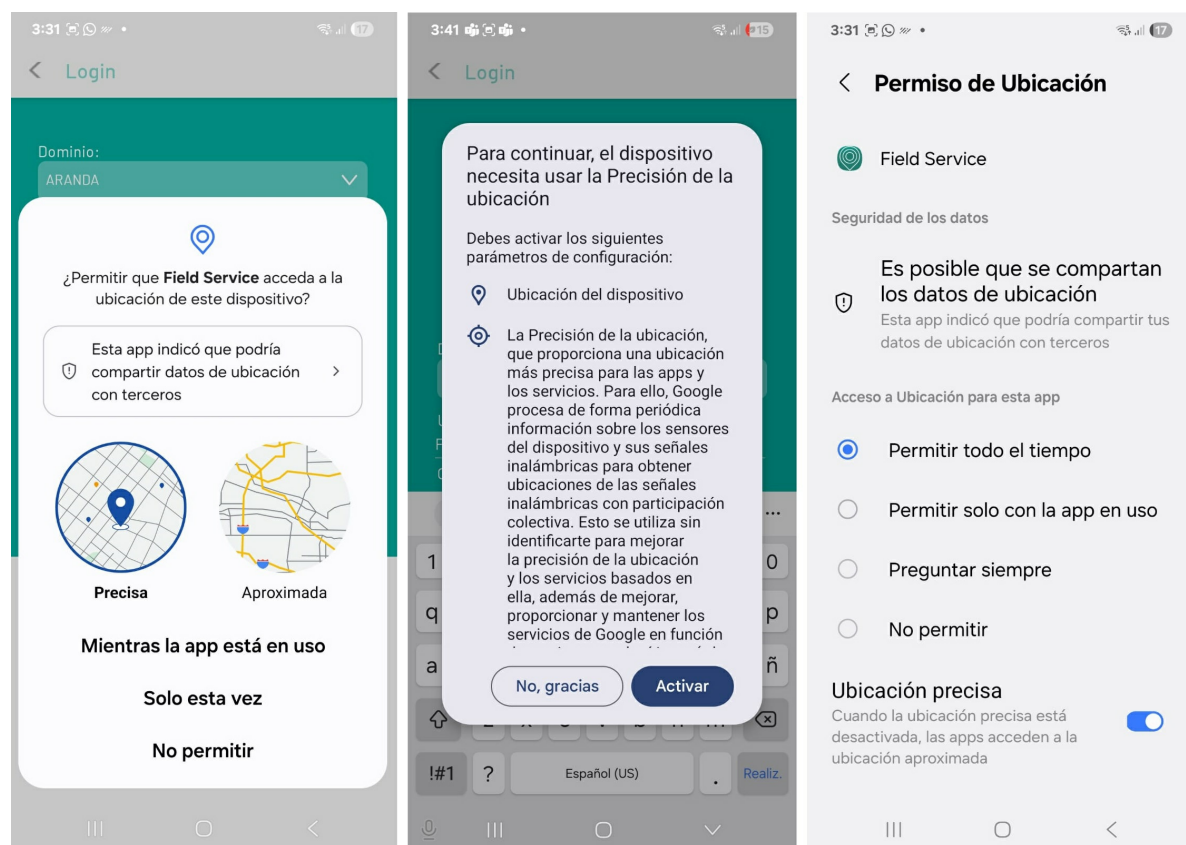 3:31
17
Login
Dominio:
ARANDA
¿Permitir que Field Service acceda a la
ubicación de este dispositivo?
Esta app indicó que podría
compartir datos de ubicación
con terceros
Precisa
Aproximada
Mientras la app está en uso
Solo esta vez
No permitir
3:41
15
Login
Para continuar, el dispositivo
necesita usar la Precisión de la
ubicación
Debes activar los siguientes
parámetros de configuración:
Ubicación del dispositivo
La Precisión de la ubicación,
que proporciona una ubicación
más precisa para las apps y
los servicios. Para ello, Google
procesa de forma periódica
información sobre los sensores
del dispositivo y sus señales
inalámbricas para obtener
ubicaciones de las señales
inalámbricas con participación
colectiva. Esto se utiliza sin
identificarte para mejorar
la precisión de la ubicación
y los servicios basados en
ella, además de mejorar,
proporcionar y mantener los
servicios de Google en función
No, gracias
Activar
1
0
q
p
a
ñ
!#1
?
Español (US)
.
Realiz.
3:31
17
Permiso de Ubicación
Field Service
Seguridad de los datos
Es posible que se compartan
los datos de ubicación
Esta app indicó que podría compartir tus
datos de ubicación con terceros
Acceso a Ubicación para esta app
Permitir todo el tiempo
Permitir solo con la app en uso
Preguntar siempre
No permitir
Ubicación precisa
Cuando la ubicación precisa está
desactivada, las apps acceden a la
ubicación aproximada